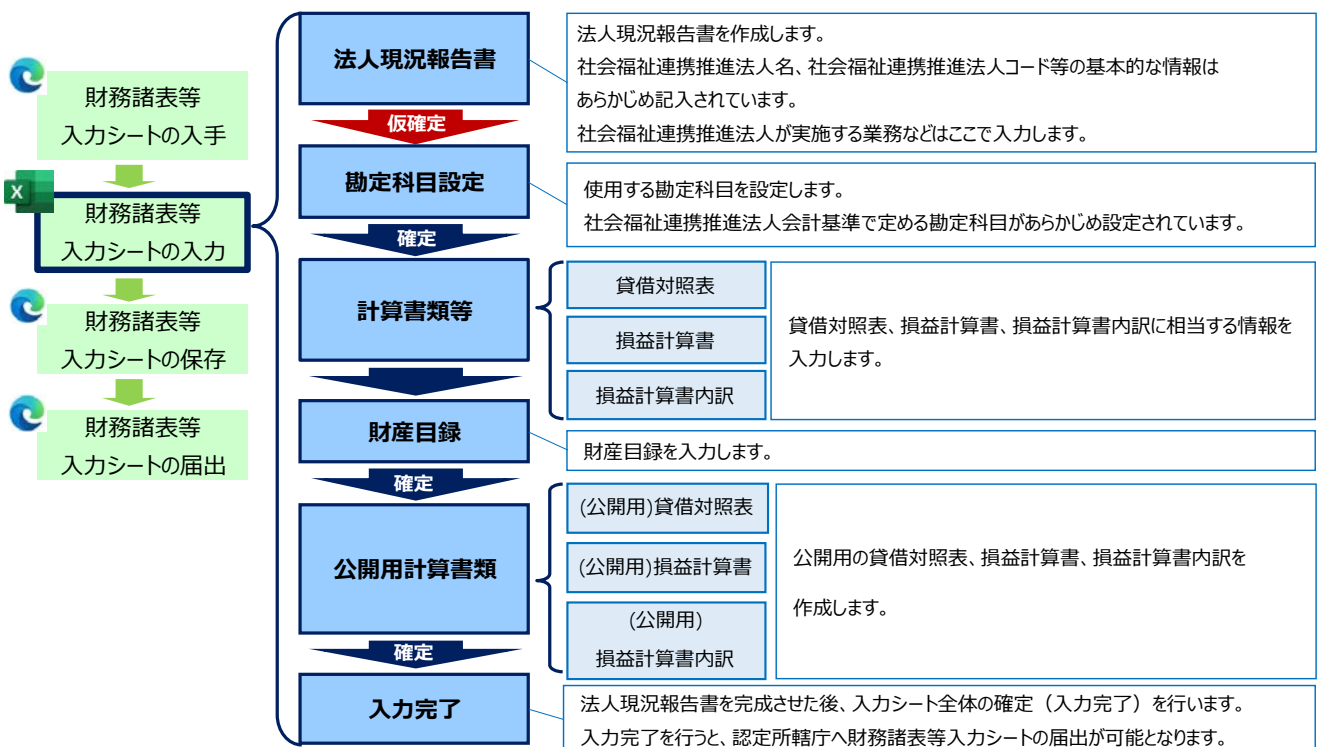 財務諸表等
入力シートの入手
X
財務諸表等
入力シートの入力
財務諸表等
入力シートの保存
財務諸表等
入力シートの届出
法人現況報告書
法人現況報告書を作成します。
社会福祉連携推進法人名、社会福祉連携推進法人コード等の基本的な情報は
あらかじめ記入されています。
社会福祉連携推進法人が実施する業務などはここで入力します。
仮確定
勘定科目設定
使用する勘定科目を設定します。
社会福祉連携推進法人会計基準で定める勘定科目があらかじめ設定されています。
確定
計算書類等
貸借対照表
損益計算書
損益計算書内訳
貸借対照表、損益計算書、損益計算書内訳に相当する情報を
入力します。
財産目録
財産目録を入力します。
確定
公開用計算書類
(公開用)貸借対照表
(公開用)損益計算書
(公開用)
損益計算書内訳
公開用の貸借対照表、損益計算書、損益計算書内訳を
作成します。
確定
入力完了
法人現況報告書を完成させた後、入力シート全体の確定（入力完了）を行います。
入力完了を行うと、認定所轄庁へ財務諸表等入力シートの届出が可能となります。